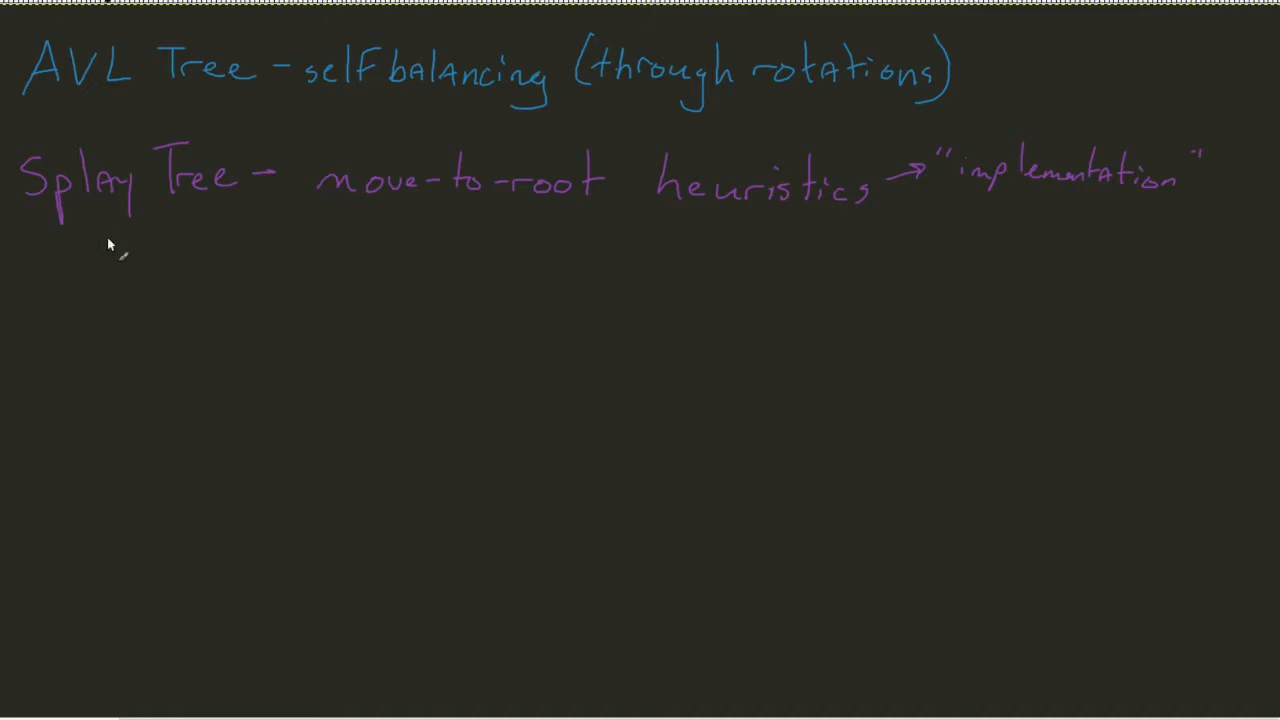 AVL Tree - self balancing (through rotations)
Splay Tree - move-to-root heuristics → "implementation"